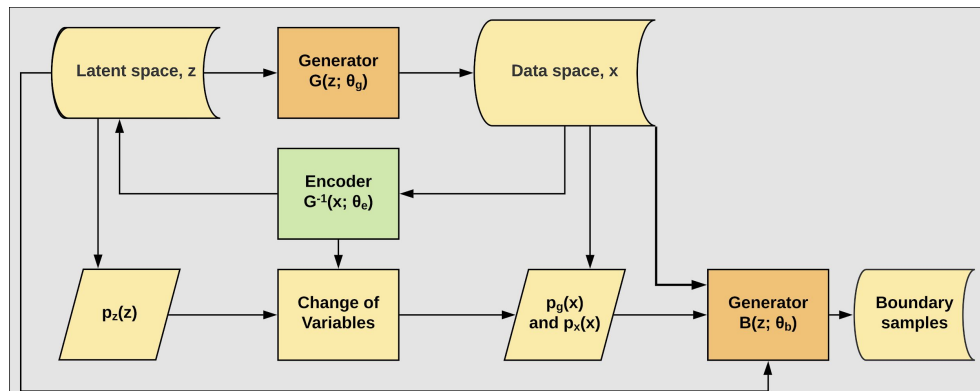 Latent space, z
Generator
G(z; θg)
Data space, x
Encoder
G-1(x; θe)
pz(z)
Change of
Variables
pg(x)
and px(x)
Generator
B(z; θb)
Boundary
samples